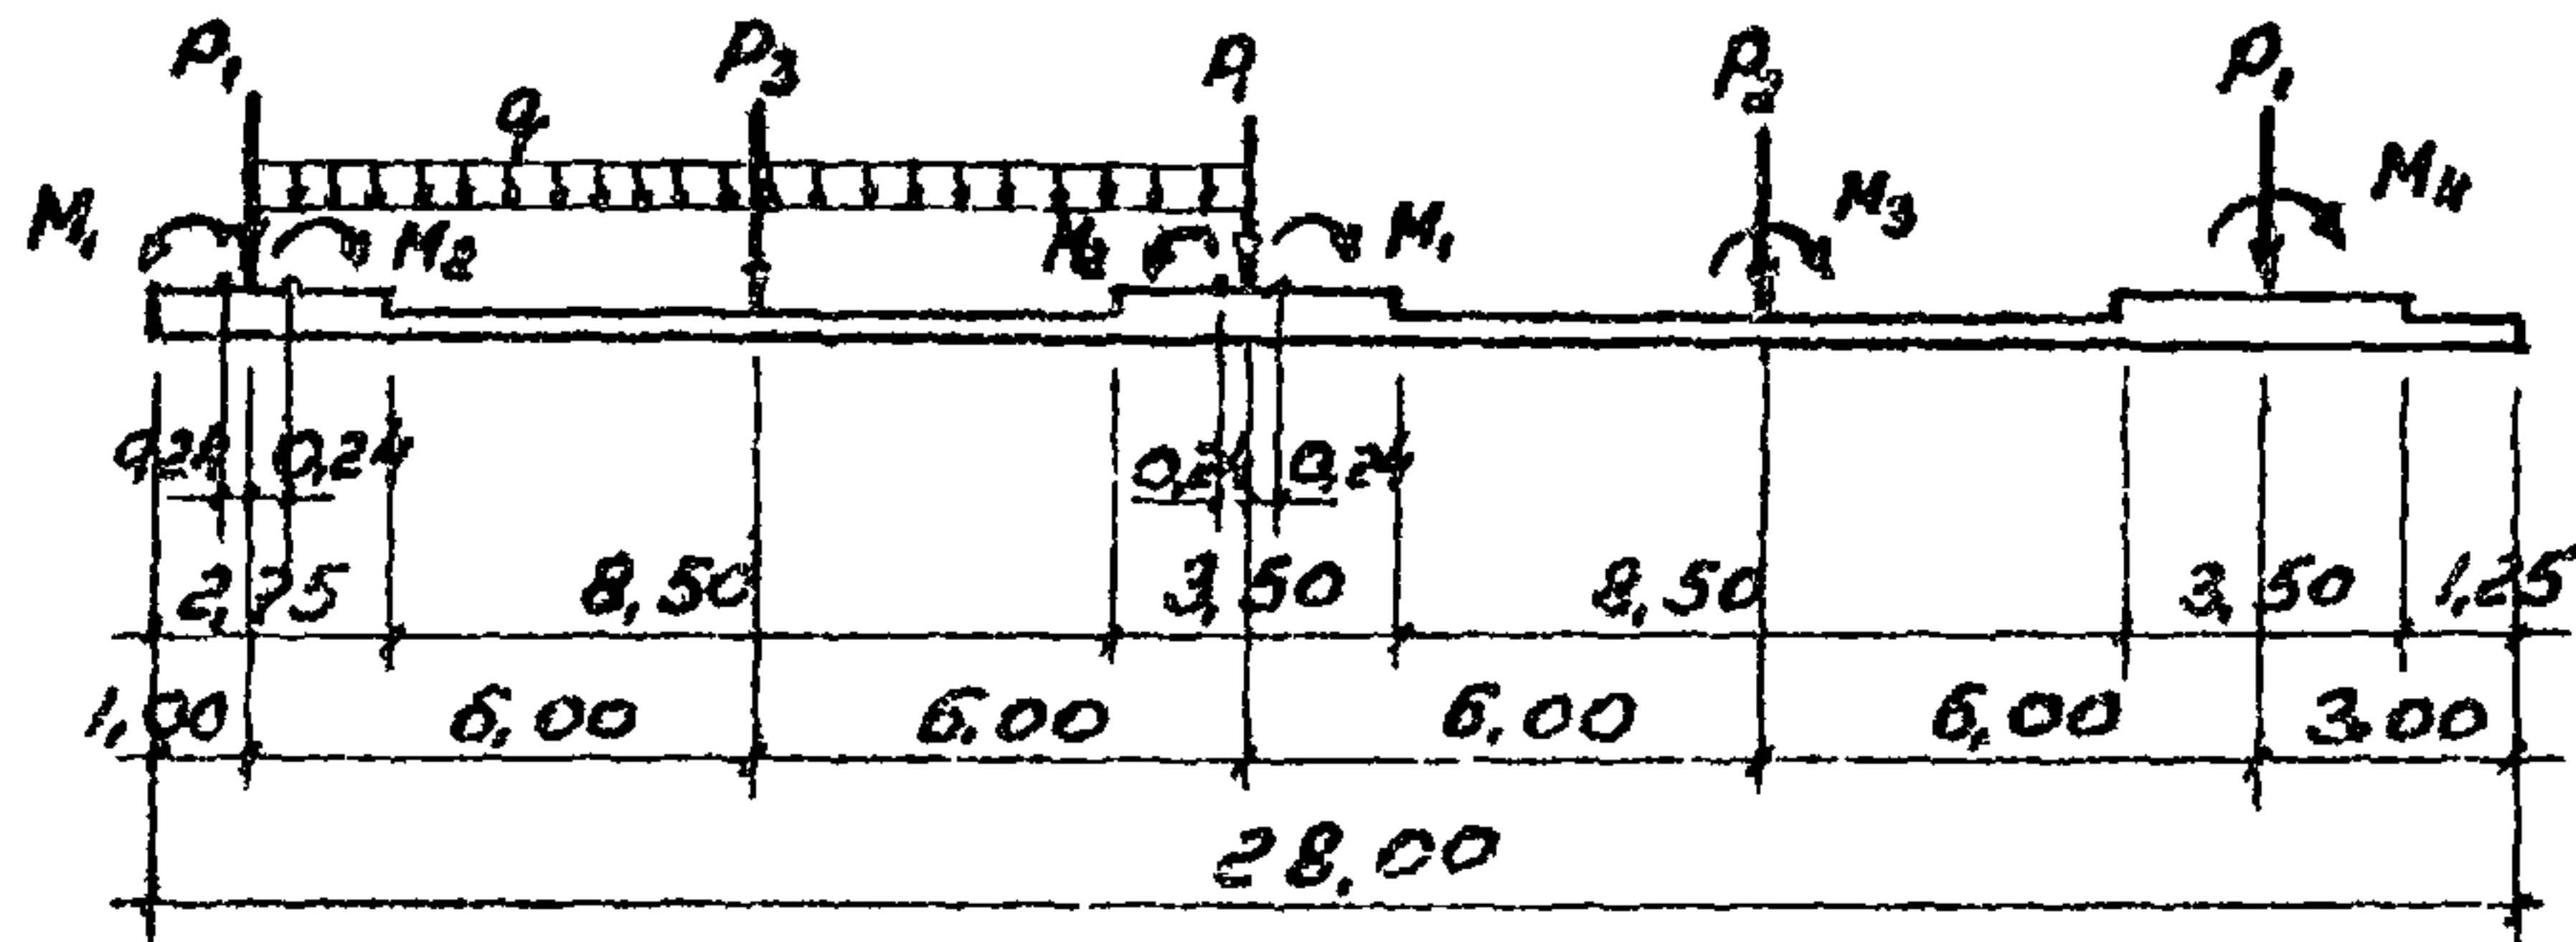 P₁ P₃ P₁ P₂ P₁
q
M₁ M₂ M₂ M₁ M₃ M₄
0,24 0,24 0,24 0,24
2,75 8,50 3,50 8,50 3,50 1,25
1,00 6,00 6.00 6,00 6,00 3.00
28,00